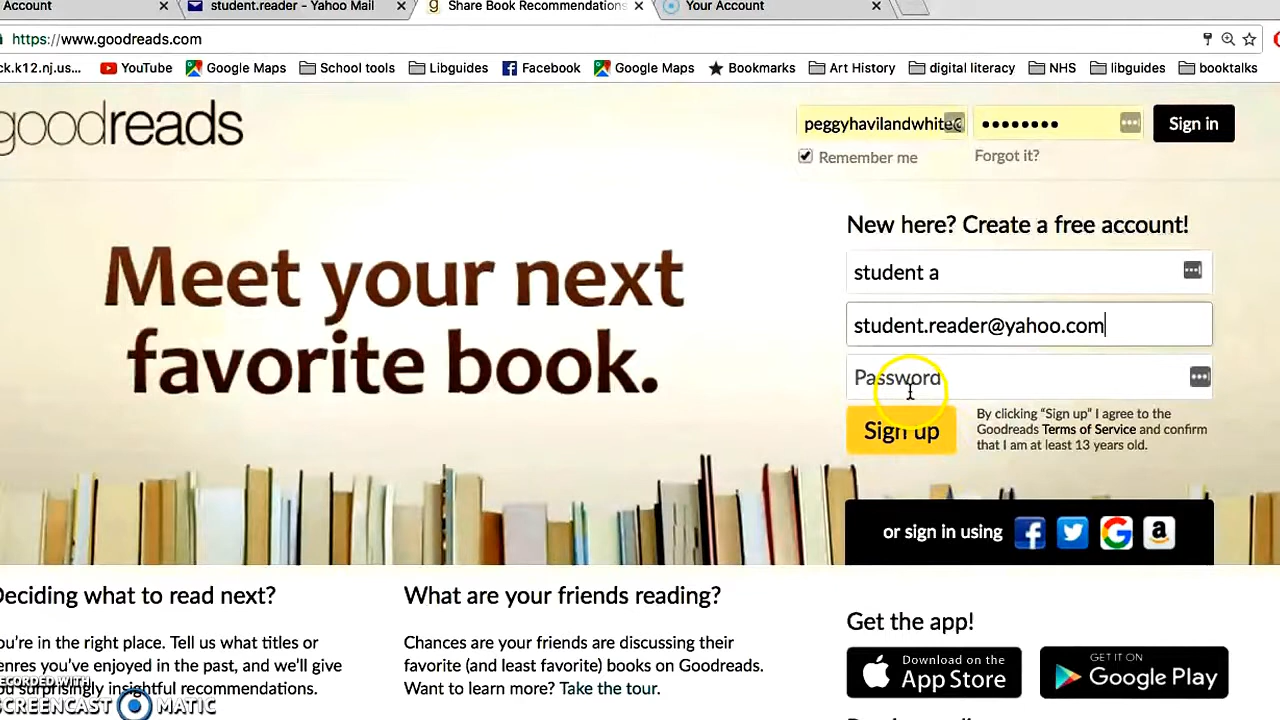 Account
student.reader - Yahoo Mail
Share Book Recommendations
Your Account
https://www.goodreads.com
ck.k12.nj.us...
YouTube
Google Maps
School tools
Libguides
Facebook
Google Maps
Bookmarks
Art History
digital literacy
NHS
libguides
booktalks
goodreads
peggyhavilandwhite@
••••••••
Sign in
Remember me
Forgot it?
New here? Create a free account!
student a
student.reader@yahoo.com
Password
Sign up
By clicking “Sign up” I agree to the
Goodreads Terms of Service and confirm
that I am at least 13 years old.
Meet your next
favorite book.
or sign in using
Deciding what to read next?
You’re in the right place. Tell us what titles or
genres you’ve enjoyed in the past, and we’ll give
you surprisingly insightful recommendations.
What are your friends reading?
Chances are your friends are discussing their
favorite (and least favorite) books on Goodreads.
Want to learn more? Take the tour.
Get the app!
Download on the
App Store
GET IT ON
Google Play
RECORDED WITH
SCREENCAST MATIC